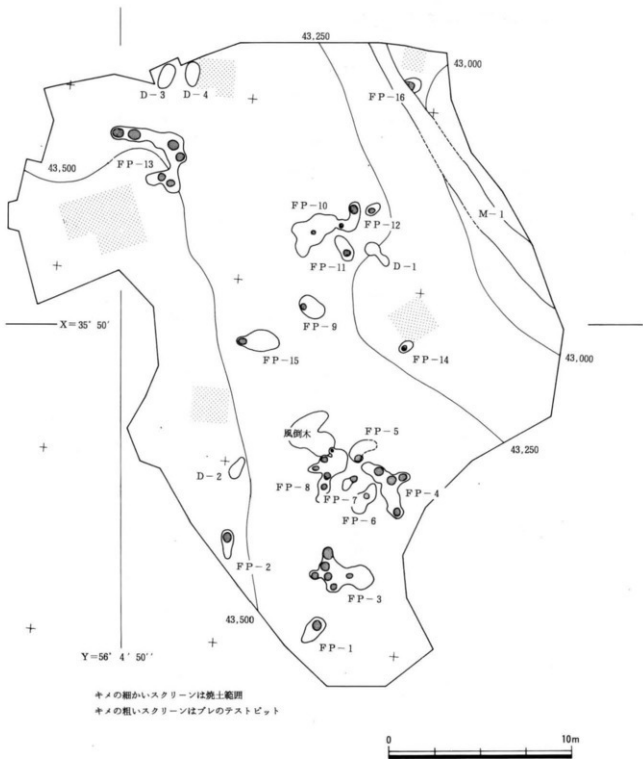 43,250
43,000
D-3
D-4
FP-16
FP-13
43,500
FP-10
FP-12
M-1
FP-11
D-1
FP-9
X=35° 50′
FP-15
FP-14
43,000
風倒木
FP-5
43,250
D-2
FP-8
FP-7
FP-4
FP-6
FP-2
FP-3
43,500
FP-1
Y=56° 4′ 50″
キメの細かいスクリーンは焼土範囲
キメの粗いスクリーンはプレのテストピット
0
10m